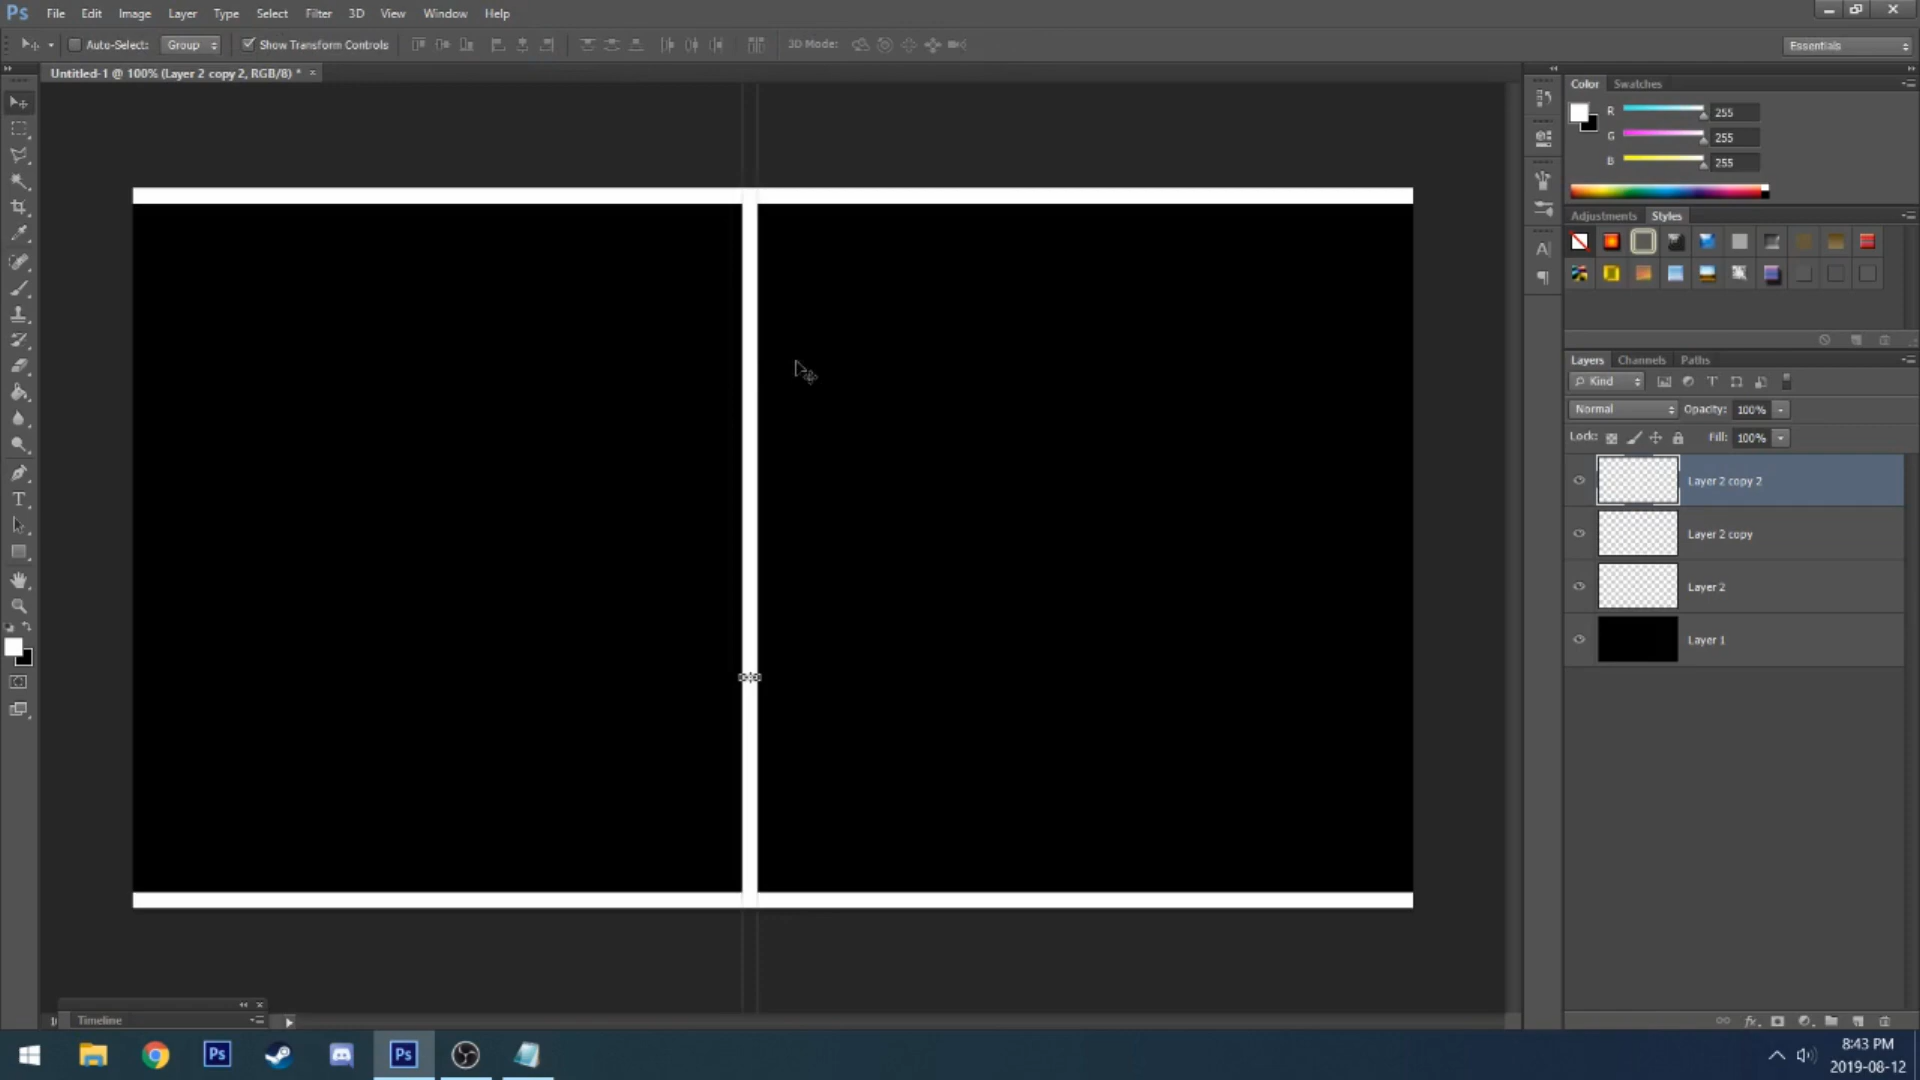 Ps File Edit Image Layer Type Select Filter 3D View Window Help
Auto-Select: Group Show Transform Controls 3D Mode: Essentials
Untitled-1 @ 100% (Layer 2 copy 2, RGB/8) * ×
Color Swatches
R 255
G 255
B 255
Adjustments Styles
Layers Channels Paths
Kind
Normal Opacity: 100%
Lock: Fill: 100%
Layer 2 copy 2
Layer 2 copy
Layer 2
Layer 1
Timeline
Ps Ps
8:43 PM
2019-08-12